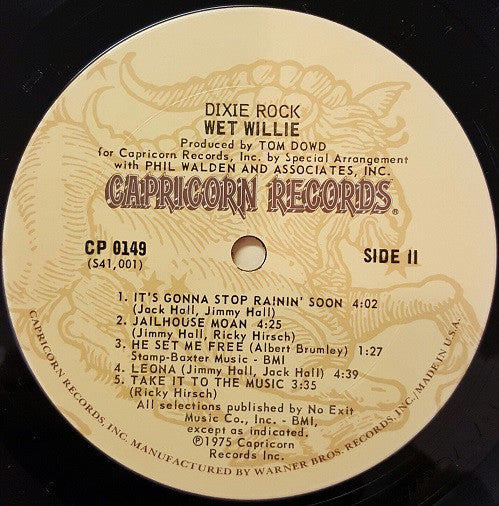 DIXIE ROCK
WET WILLIE
Produced by TOM DOWD
for Capricorn Records, Inc. by Special Arrangement
with PHIL WALDEN AND ASSOCIATES, INC.
CAPRICORN RECORDS®
CP 0149
(S41,001)
SIDE II
1. IT'S GONNA STOP RA!NIN' SOON 4:02
(Jack Hall, Jimmy Hall)
2. JAILHOUSE MOAN 4:25
(Jimmy Hall, Ricky Hirsch)
3. HE SET ME FREE (Albert Brumley) 1:27
Stamp-Baxter Music - BMI
4. LEONA (Jimmy Hall, Jack Hall) 4:39
5. TAKE IT TO THE MUSIC 3:35
(Ricky Hirsch)
All selections published by No Exit
Music Co., Inc. - BMI,
except as indicated.
℗1975 Capricorn
Records Inc.
CAPRICORN RECORDS, INC. MANUFACTURED BY WARNER BROS. RECORDS, INC./MADE IN U.S.A.